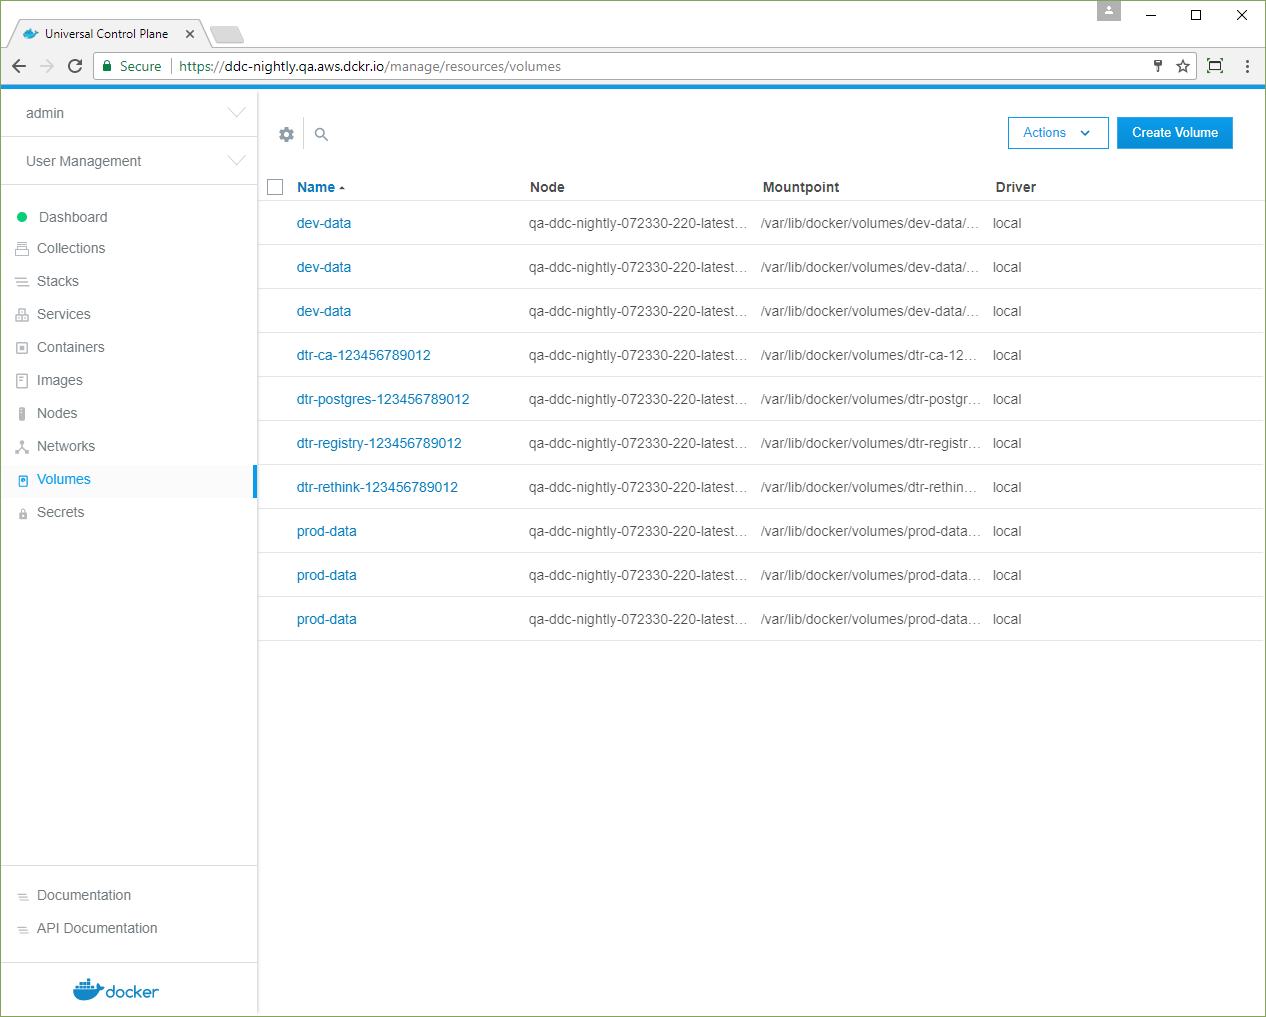 Universal Control Plane
Secure https://ddc-nightly.qa.aws.dckr.io/manage/resources/volumes
admin
User Management
Dashboard
Collections
Stacks
Services
Containers
Images
Nodes
Networks
Volumes
Secrets
Documentation
API Documentation
docker
Actions Create Volume
Name Node Mountpoint Driver
dev-data qa-ddc-nightly-072330-220-latest... /var/lib/docker/volumes/dev-data/... local
dev-data qa-ddc-nightly-072330-220-latest... /var/lib/docker/volumes/dev-data/... local
dev-data qa-ddc-nightly-072330-220-latest... /var/lib/docker/volumes/dev-data/... local
dtr-ca-123456789012 qa-ddc-nightly-072330-220-latest... /var/lib/docker/volumes/dtr-ca-12... local
dtr-postgres-123456789012 qa-ddc-nightly-072330-220-latest... /var/lib/docker/volumes/dtr-postgr... local
dtr-registry-123456789012 qa-ddc-nightly-072330-220-latest... /var/lib/docker/volumes/dtr-registr... local
dtr-rethink-123456789012 qa-ddc-nightly-072330-220-latest... /var/lib/docker/volumes/dtr-rethin... local
prod-data qa-ddc-nightly-072330-220-latest... /var/lib/docker/volumes/prod-data... local
prod-data qa-ddc-nightly-072330-220-latest... /var/lib/docker/volumes/prod-data... local
prod-data qa-ddc-nightly-072330-220-latest... /var/lib/docker/volumes/prod-data... local